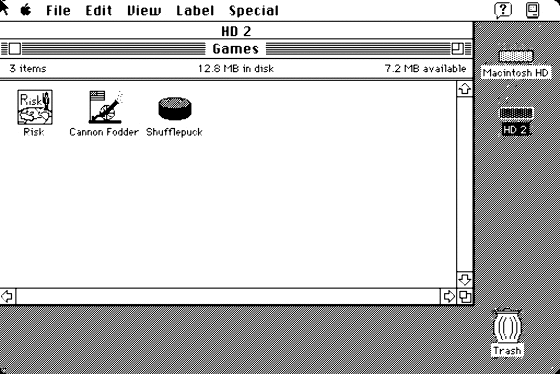 File Edit View Label Special
HD 2
Games
3 items 12.8 MB in disk 7.2 MB available
Risk
Risk Cannon Fodder Shufflepuck
Macintosh HD
HD 2
Trash